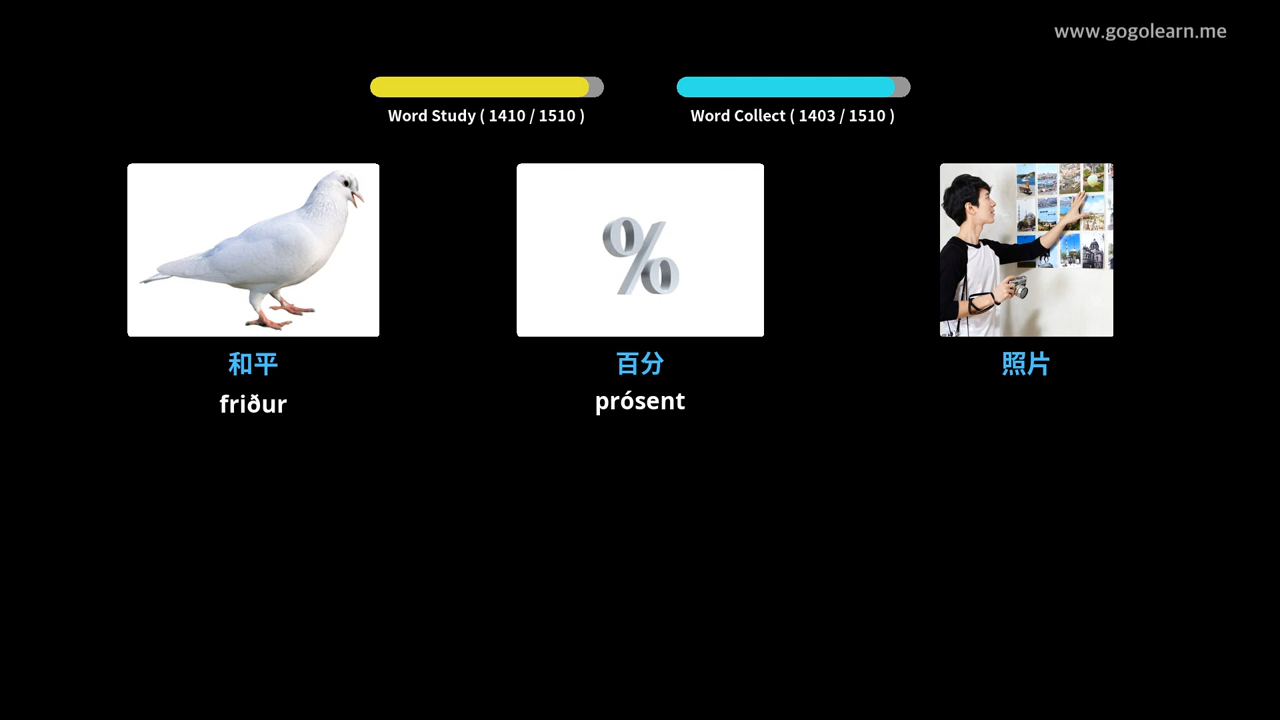 www.gogolearn.me
Word Study ( 1410 / 1510 )
Word Collect ( 1403 / 1510 )
和平
百分
照片
friður
prósent